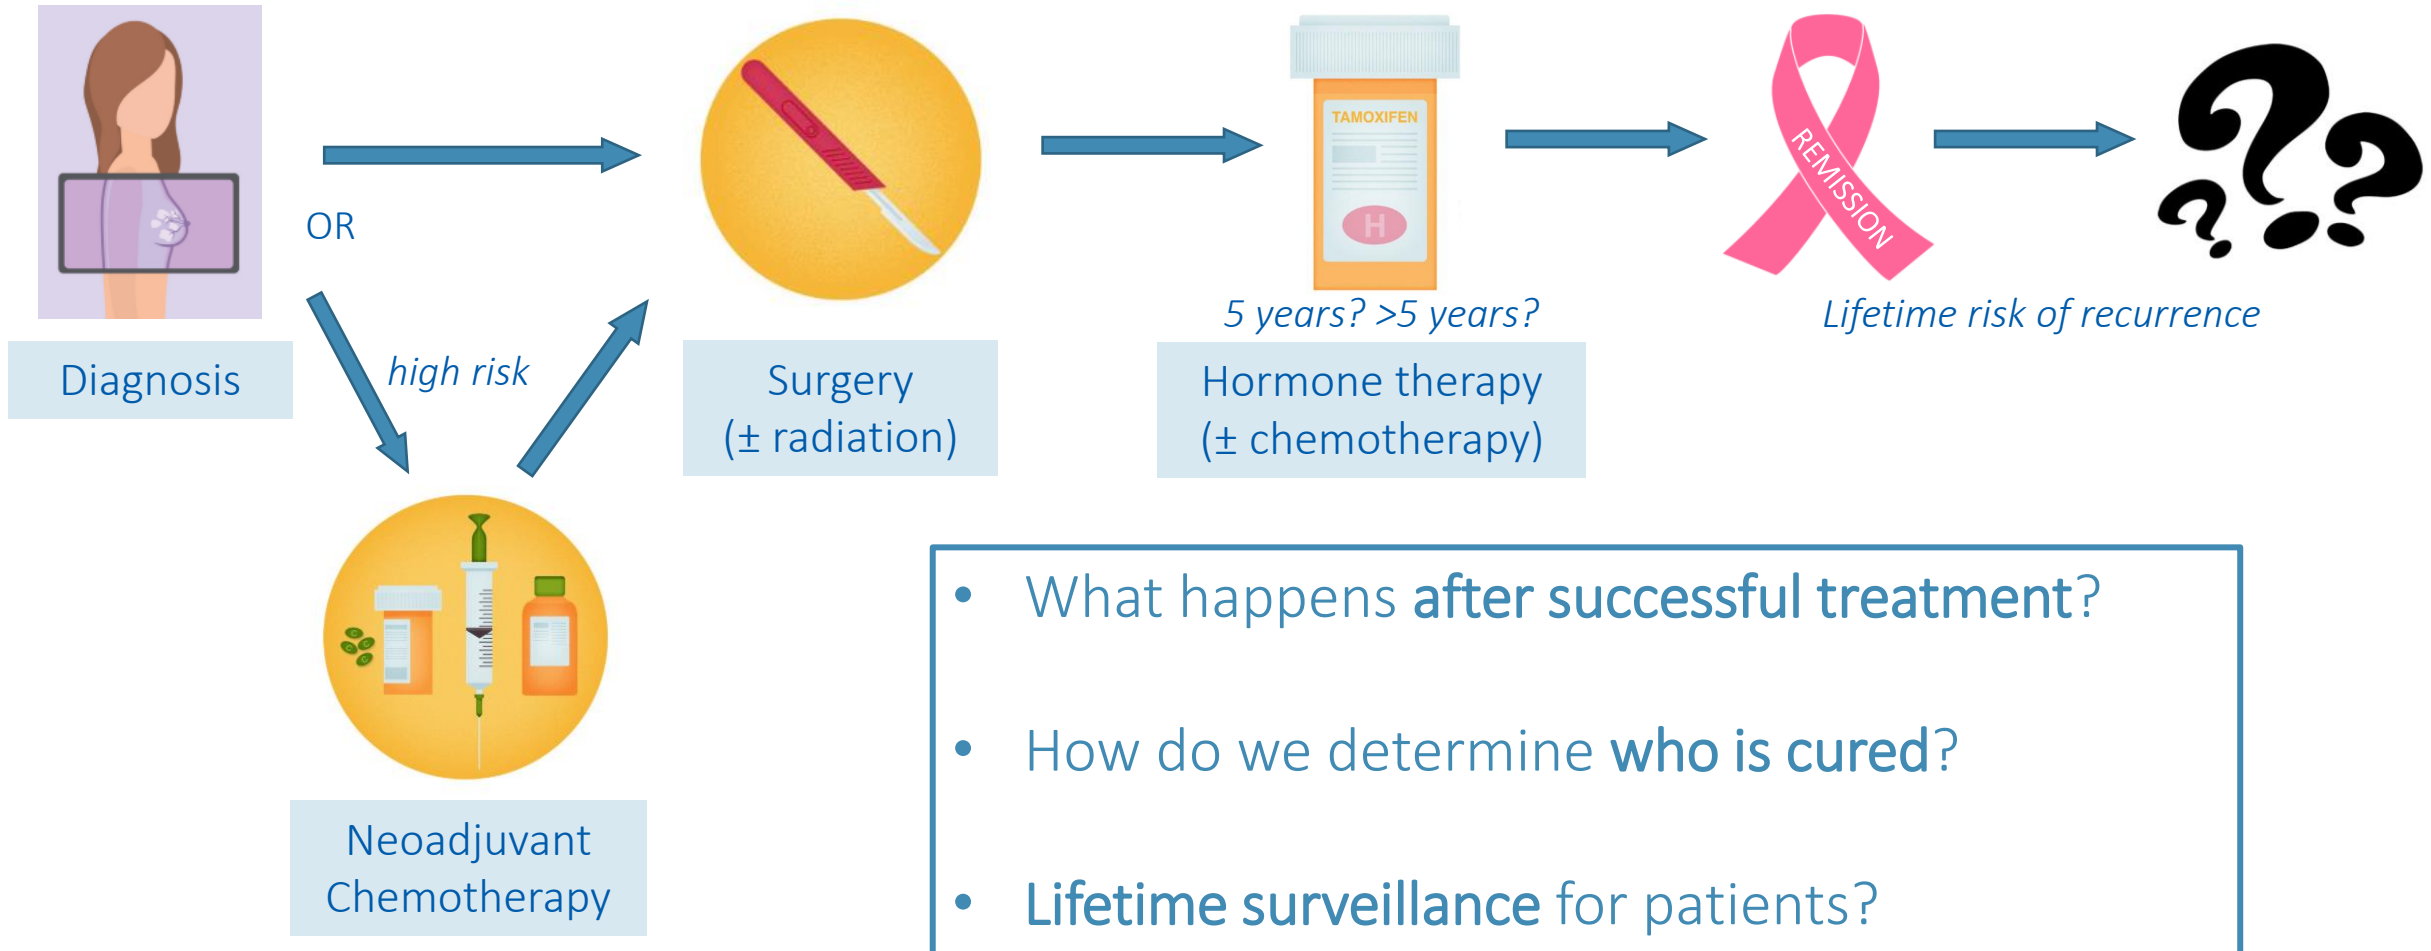 OR
high risk
Diagnosis
Neoadjuvant
Chemotherapy
Surgery
(± radiation)
TAMOXIFEN
H
5 years? >5 years?
Hormone therapy
(± chemotherapy)
REMISSION
Lifetime risk of recurrence
• What happens after successful treatment?
• How do we determine who is cured?
• Lifetime surveillance for patients?